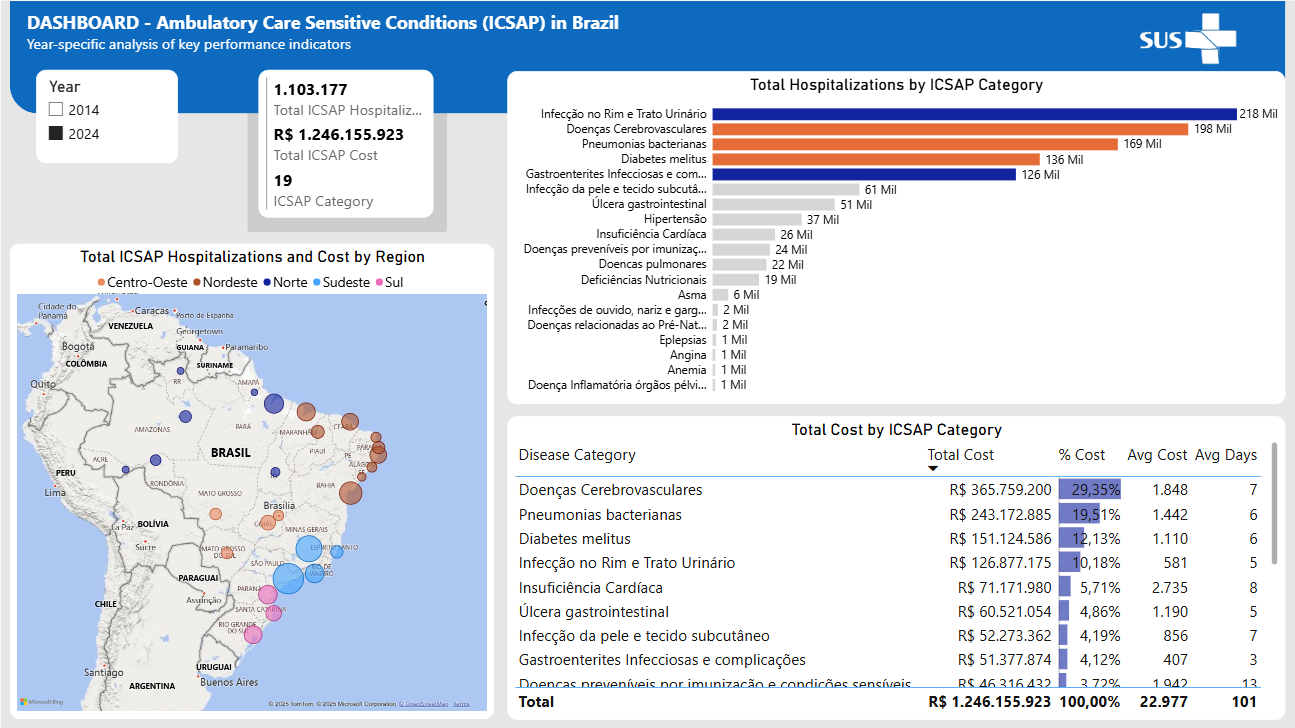 DASHBOARD - Ambulatory Care Sensitive Conditions (ICSAP) in Brazil
Year-specific analysis of key performance indicators
SUS
Year
2014
2024
1.103.177
Total ICSAP Hospitaliz...
R$ 1.246.155.923
Total ICSAP Cost
19
ICSAP Category
Total Hospitalizations by ICSAP Category
Infecção no Rim e Trato Urinário 218 Mil
Doenças Cerebrovasculares 198 Mil
Pneumonias bacterianas 169 Mil
Diabetes melitus 136 Mil
Gastroenterites Infecciosas e com... 126 Mil
Infecção da pele e tecido subcutâ... 61 Mil
Úlcera gastrointestinal 51 Mil
Hipertensão 37 Mil
Insuficiência Cardíaca 26 Mil
Doenças preveníveis por imunizaç... 24 Mil
Doencas pulmonares 22 Mil
Deficiências Nutricionais 19 Mil
Asma 6 Mil
Infecções de ouvido, nariz e garg... 2 Mil
Doenças relacionadas ao Pré-Nat... 2 Mil
Eplepsias 1 Mil
Angina 1 Mil
Anemia 1 Mil
Doença Inflamatória órgãos pélvi... 1 Mil
Total ICSAP Hospitalizations and Cost by Region
Centro-Oeste Nordeste Norte Sudeste Sul
Cidade do
Panamá
Caracas
Porto de Espanha
VENEZUELA
Georgetown
Bogotá
GUIANA
Paramaribo
COLÔMBIA
SURINAME
Quito
RR
AMAPÁ
AMAZONAS
PARÁ
MARANHÃO
CEARÁ
PIAUÍ
PE
ALAGOAS
SE
ACRE
BRASIL
PERU
RONDÔNIA
BAHIA
Lima
MATO GROSSO
Brasília
GOIÁS
BOLÍVIA
La Paz
MINAS GERAIS
Sucre
MATO GROSSO
DO SUL
ESPÍRITO SANTO
SÃO PAULO
RIO DE
JANEIRO
PARAGUAI
PARANÁ
Assunção
CHILE
SANTA CATARINA
RIO GRANDE
DO SUL
URUGUAI
Santiago
Buenos Aires
ARGENTINA
Microsoft Bing
© 2025 TomTom, © 2025 Microsoft Corporation, © OpenStreetMap Terms
Total Cost by ICSAP Category
Disease Category Total Cost % Cost Avg Cost Avg Days
Doenças Cerebrovasculares R$ 365.759.200 29,35% 1.848 7
Pneumonias bacterianas R$ 243.172.885 19,51% 1.442 6
Diabetes melitus R$ 151.124.586 12,13% 1.110 6
Infecção no Rim e Trato Urinário R$ 126.877.175 10,18% 581 5
Insuficiência Cardíaca R$ 71.171.980 5,71% 2.735 8
Úlcera gastrointestinal R$ 60.521.054 4,86% 1.190 5
Infecção da pele e tecido subcutâneo R$ 52.273.362 4,19% 856 7
Gastroenterites Infecciosas e complicações R$ 51.377.874 4,12% 407 3
Doenças preveníveis por imunização e condições sensíveis R$ 46.316.432 3,72% 1.942 13
Total R$ 1.246.155.923 100,00% 22.977 101